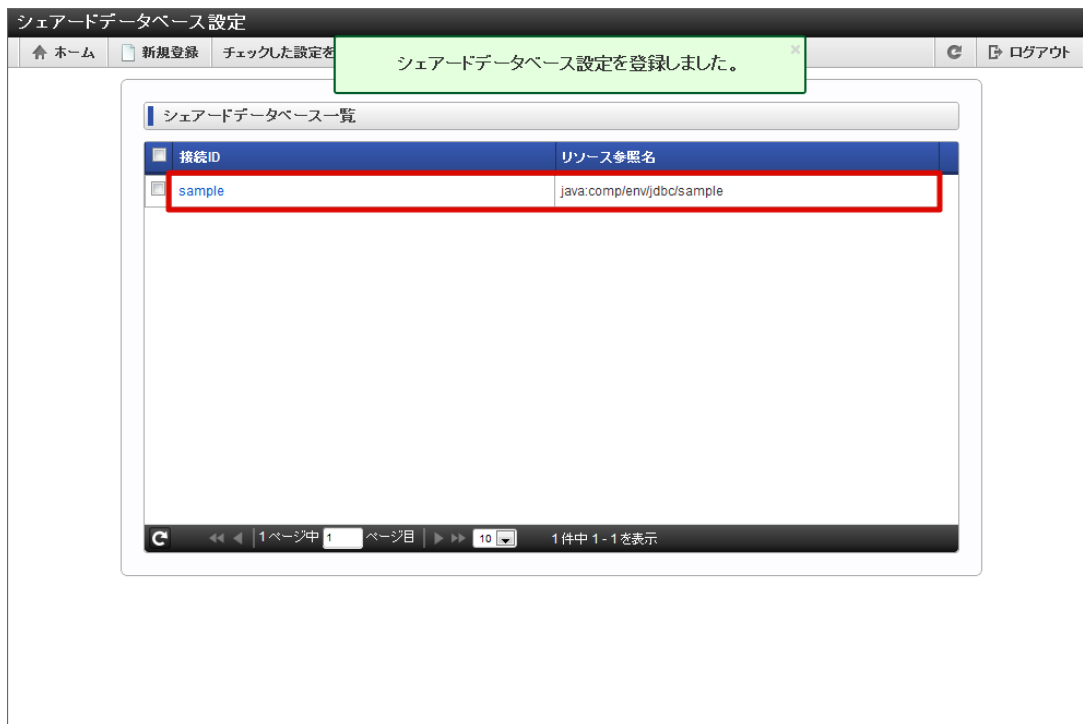 シェアードデータベース設定
ホーム 新規登録 チェックした設定を ログアウト
シェアードデータベース設定を登録しました。
×
シェアードデータベース一覧
接続ID リソース参照名
sample java:comp/env/jdbc/sample
1 ページ中 1 ページ目 10 1 件中 1 - 1 を表示